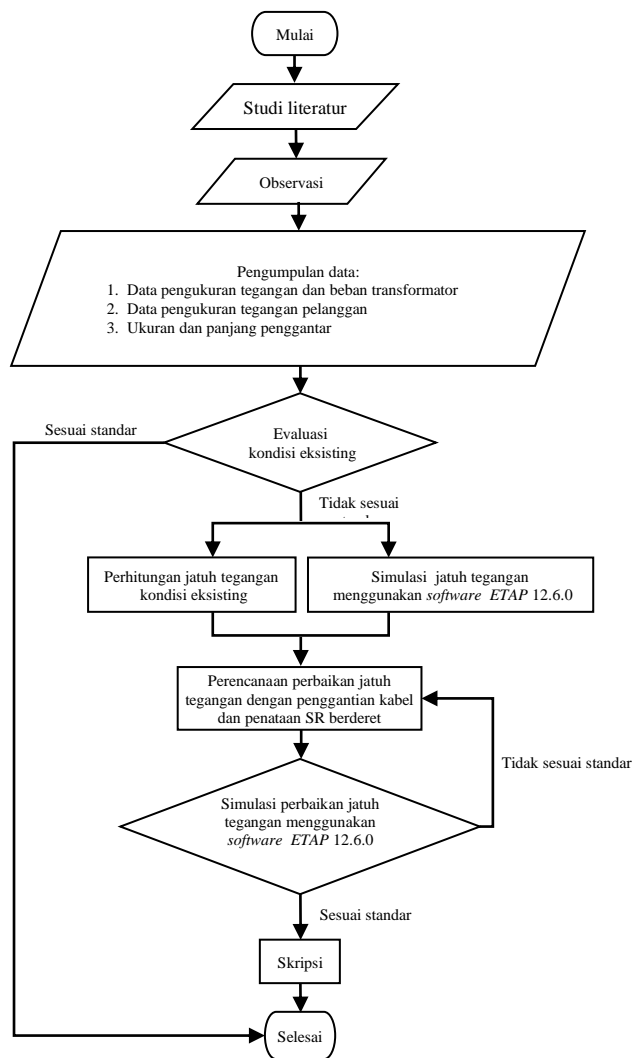 Mulai
Studi literatur
Observasi
Pengumpulan data:
1. Data pengukuran tegangan dan beban transformator
2. Data pengukuran tegangan pelanggan
3. Ukuran dan panjang penggantar
Sesuai standar
Evaluasi
kondisi eksisting
Tidak sesuai
Perhitungan jatuh tegangan
kondisi eksisting
Simulasi jatuh tegangan
menggunakan software ETAP 12.6.0
Perencanaan perbaikan jatuh
tegangan dengan penggantian kabel
dan penataan SR berderet
Tidak sesuai standar
Simulasi perbaikan jatuh
tegangan menggunakan
software ETAP 12.6.0
Sesuai standar
Skripsi
Selesai